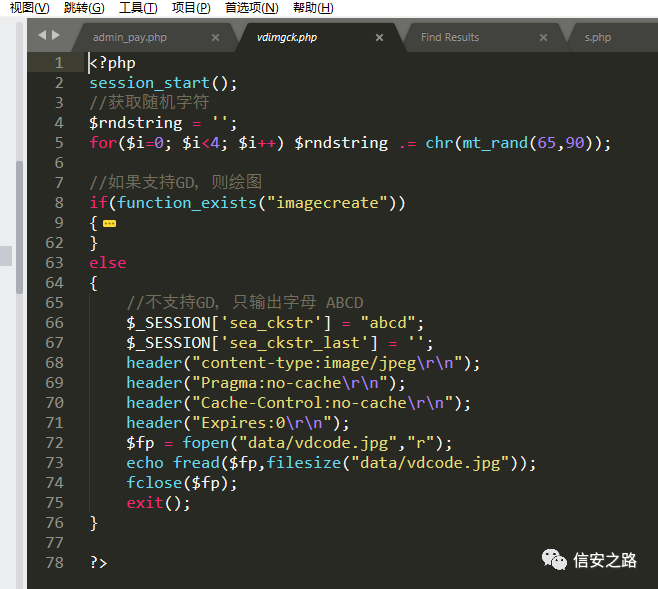 视图(V) 跳转(G) 工具(T) 项目(P) 首选项(N) 帮助(H)
admin_pay.php × vdimgck.php × Find Results × s.php
1 <?php
2 session_start();
3 //获取随机字符
4 $rndstring = '';
5 for($i=0; $i<4; $i++) $rndstring .= chr(mt_rand(65,90));
6
7 //如果支持GD，则绘图
8 if(function_exists("imagecreate"))
9 {
62 }
63 else
64 {
65 //不支持GD，只输出字母 ABCD
66 $_SESSION['sea_ckstr'] = "abcd";
67 $_SESSION['sea_ckstr_last'] = '';
68 header("content-type:image/jpeg\r\n");
69 header("Pragma:no-cache\r\n");
70 header("Cache-Control:no-cache\r\n");
71 header("Expires:0\r\n");
72 $fp = fopen("data/vdcode.jpg","r");
73 echo fread($fp,filesize("data/vdcode.jpg"));
74 fclose($fp);
75 exit();
76 }
77
78 ?>
信安之路